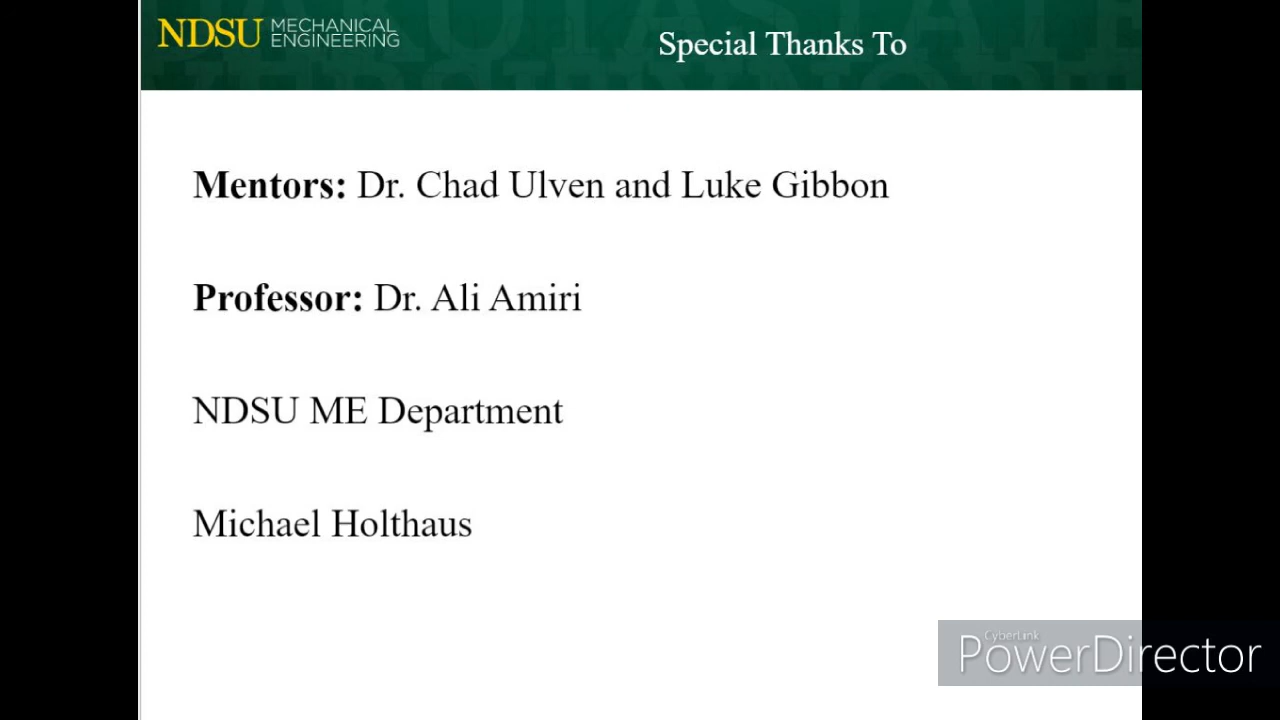 NDSU MECHANICAL ENGINEERING
Special Thanks To
Mentors: Dr. Chad Ulven and Luke Gibbon
Professor: Dr. Ali Amiri
NDSU ME Department
Michael Holthaus
CyberLink
PowerDirector